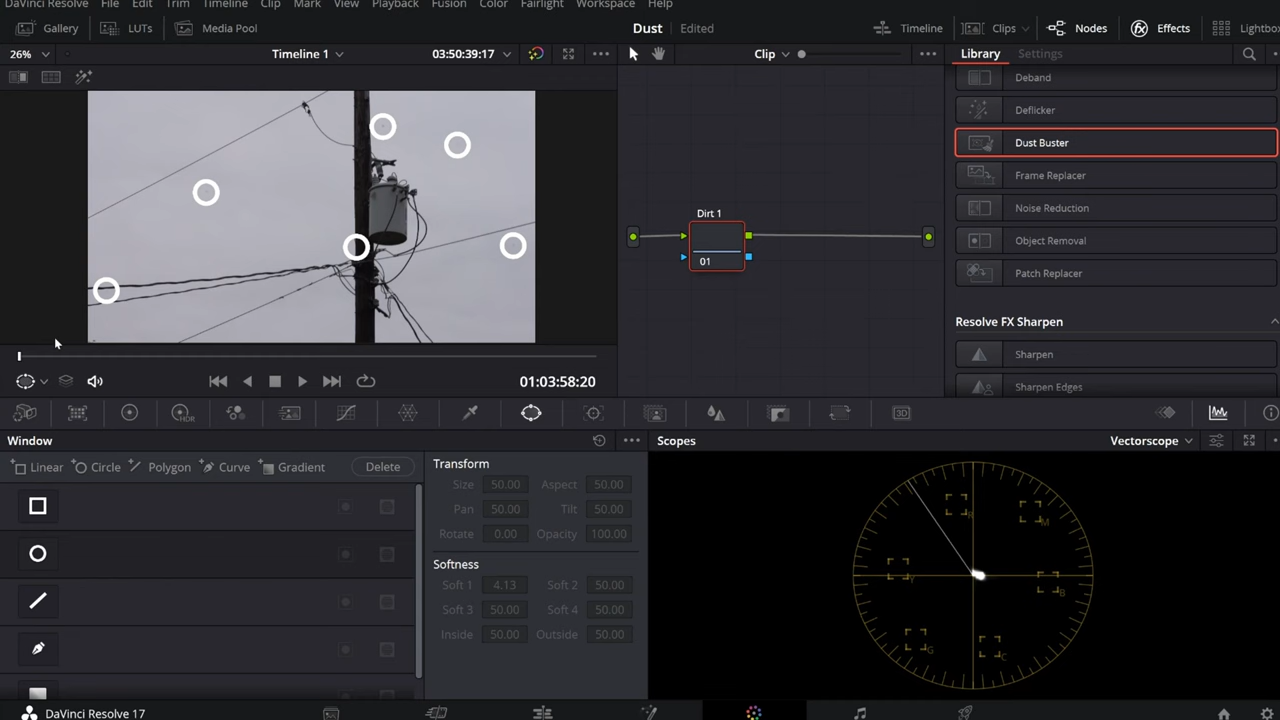 DaVinci Resolve File Edit Trim Timeline Clip Mark View Playback Fusion Color Fairlight Workspace Help
Gallery LUTs Media Pool Dust Edited Timeline Clips Nodes Effects Lightbo
26% Timeline 1 03:50:39:17 Clip Library Settings
Deband
Deflicker
Dust Buster
Frame Replacer
Noise Reduction
Object Removal
Patch Replacer
Dirt 1
01
Resolve FX Sharpen
Sharpen
Sharpen Edges
01:03:58:20
HDR
3D
Window Scopes Vectorscope
Linear Circle Polygon Curve Gradient Delete
Transform
Size 50.00 Aspect 50.00
Pan 50.00 Tilt 50.00
Rotate 0.00 Opacity 100.00
Softness
Soft 1 4.13 Soft 2 50.00
Soft 3 50.00 Soft 4 50.00
Inside 50.00 Outside 50.00
R
M
Y
B
G
C
DaVinci Resolve 17